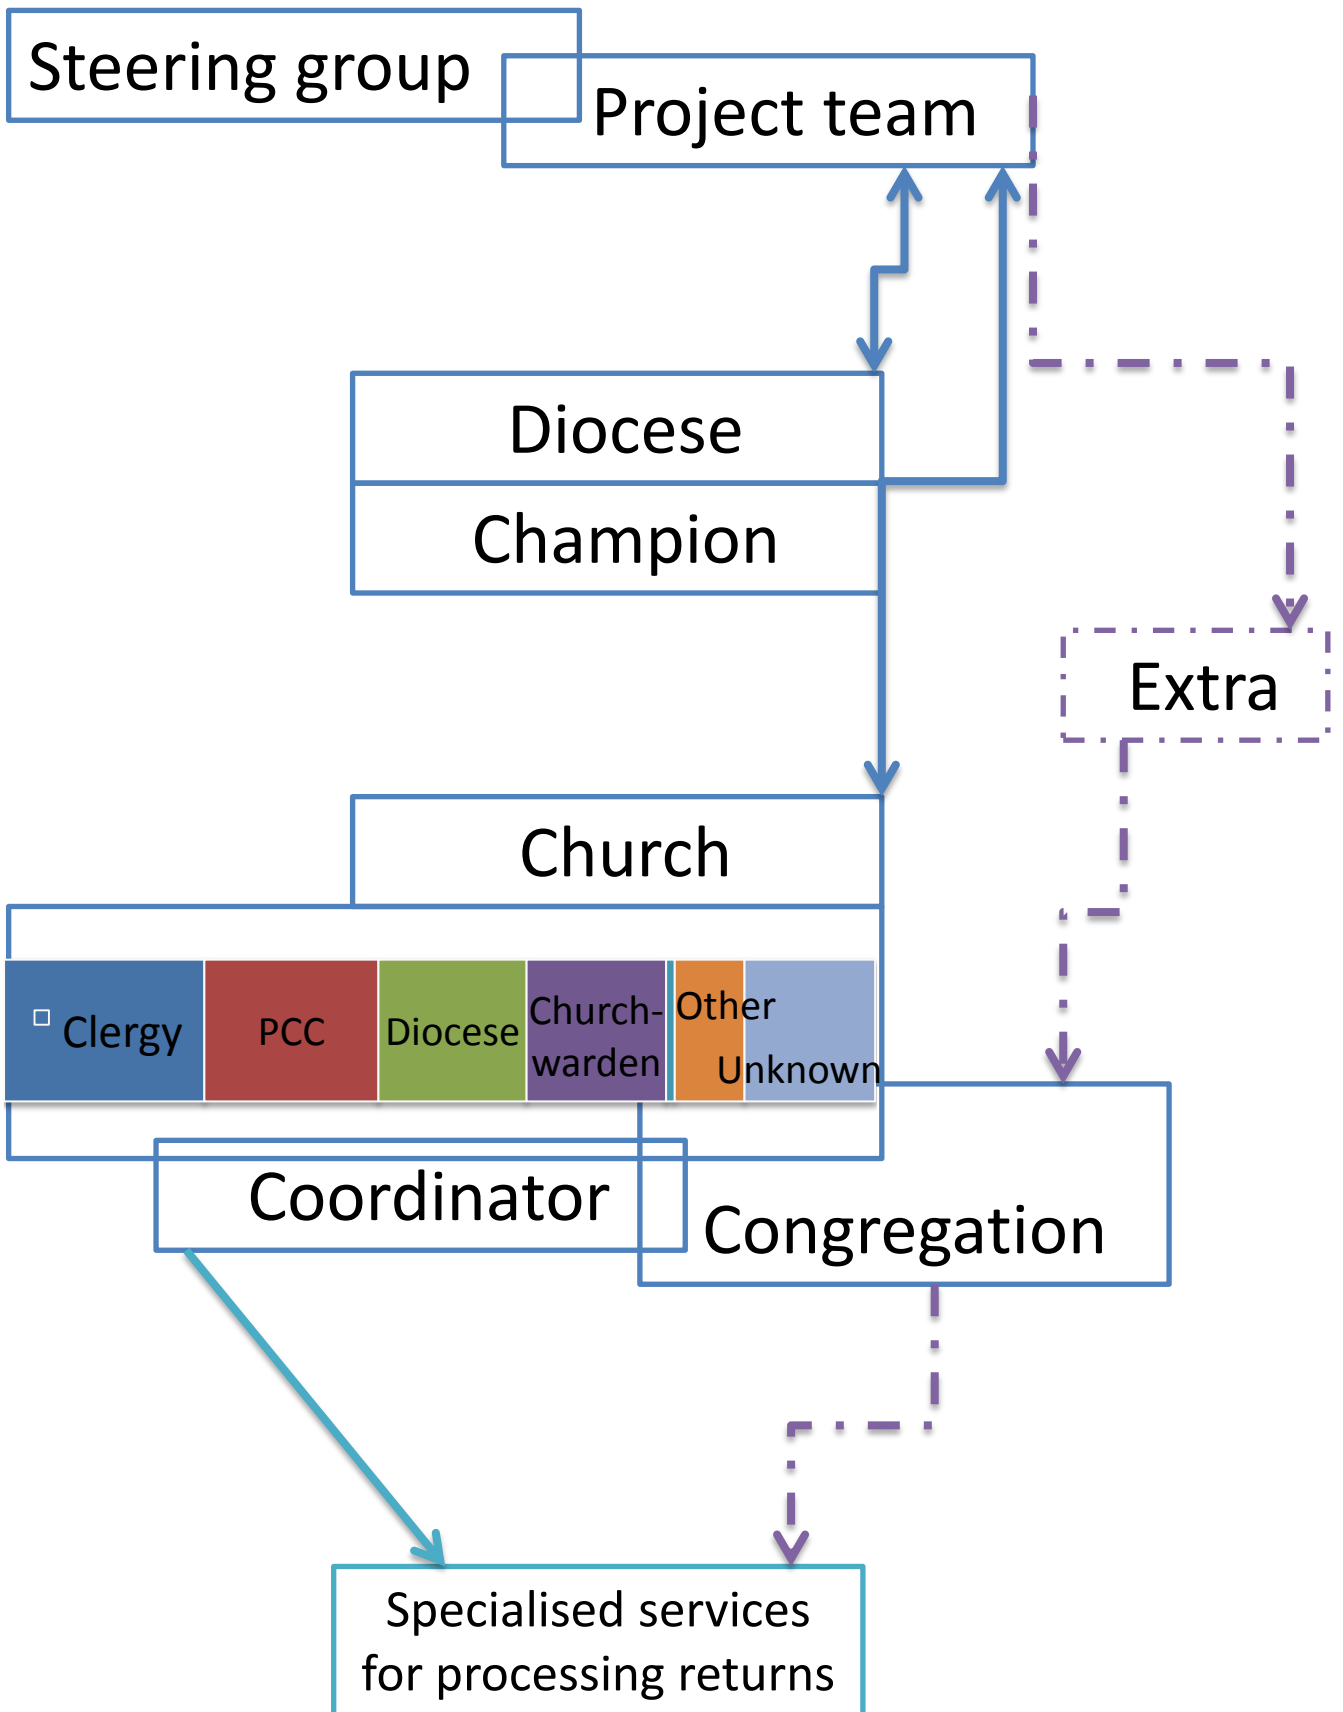 Steering group
Project team
Diocese
Champion
Extra
Church
Clergy
PCC
Diocese
Church-
warden
Other
Unknown
Coordinator
Congregation
Specialised services
for processing returns